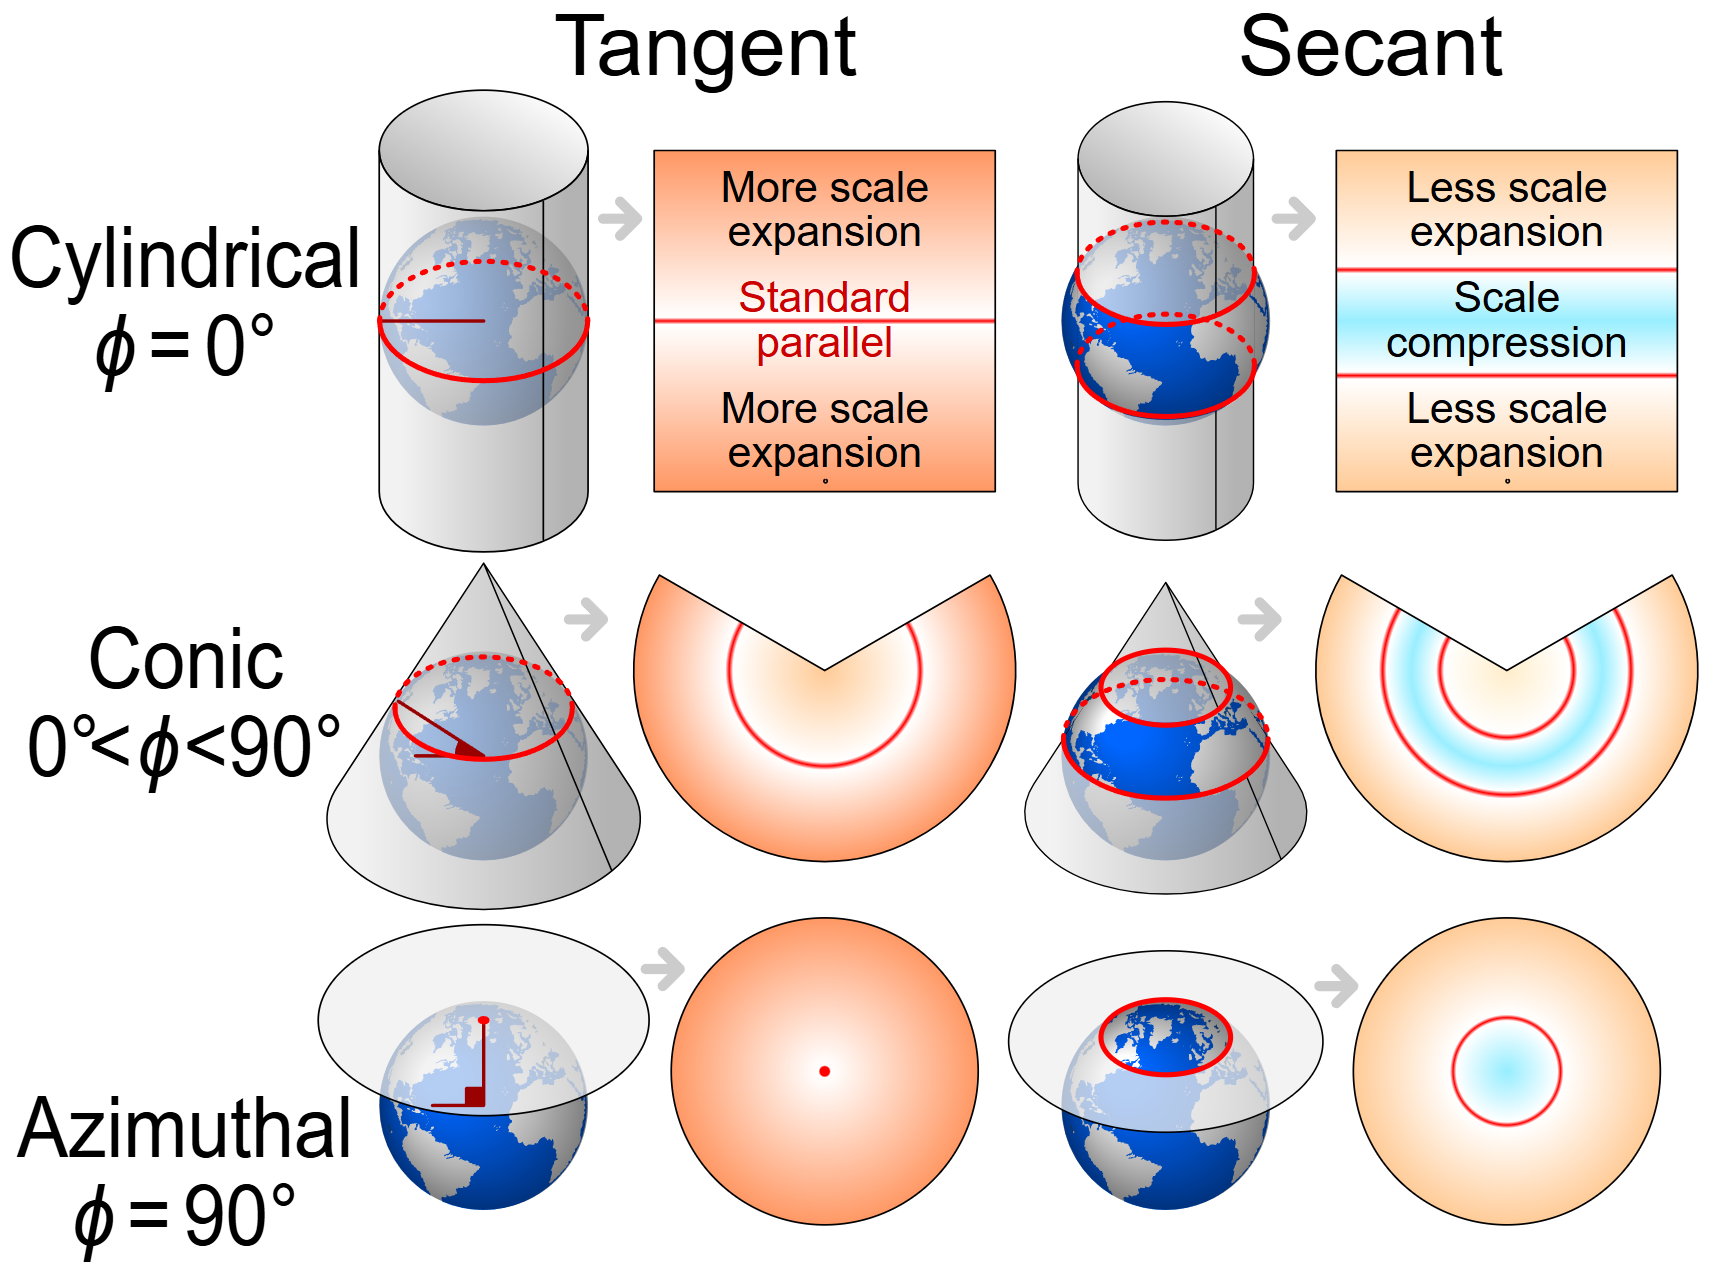 Tangent
Secant
Cylindrical
ϕ = 0°
More scale
expansion
Standard
parallel
More scale
expansion
Less scale
expansion
Scale
compression
Less scale
expansion
Conic
0°<ϕ<90°
Azimuthal
ϕ = 90°